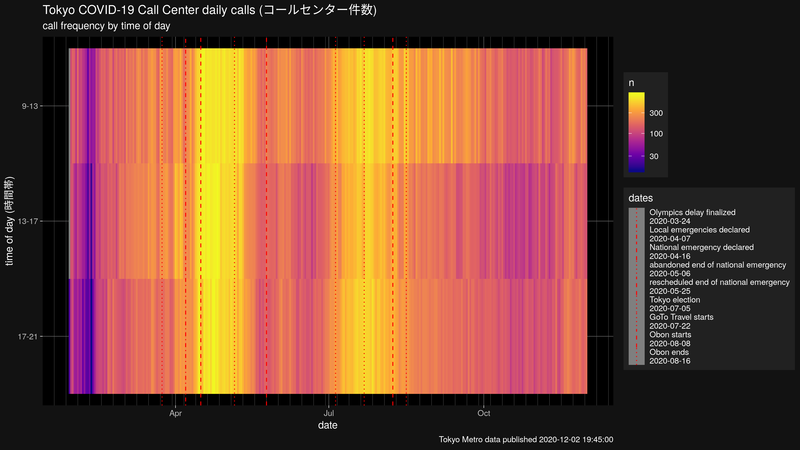 Tokyo COVID-19 Call Center daily calls (コールセンター件数)
call frequency by time of day
time of day (時間帯)
9-13
13-17
17-21
Apr
Jul
Oct
date
n
300
100
30
dates
Olympics delay finalized
2020-03-24
Local emergencies declared
2020-04-07
National emergency declared
2020-04-16
abandoned end of national emergency
2020-05-06
rescheduled end of national emergency
2020-05-25
Tokyo election
2020-07-05
GoTo Travel starts
2020-07-22
Obon starts
2020-08-08
Obon ends
2020-08-16
Tokyo Metro data published 2020-12-02 19:45:00